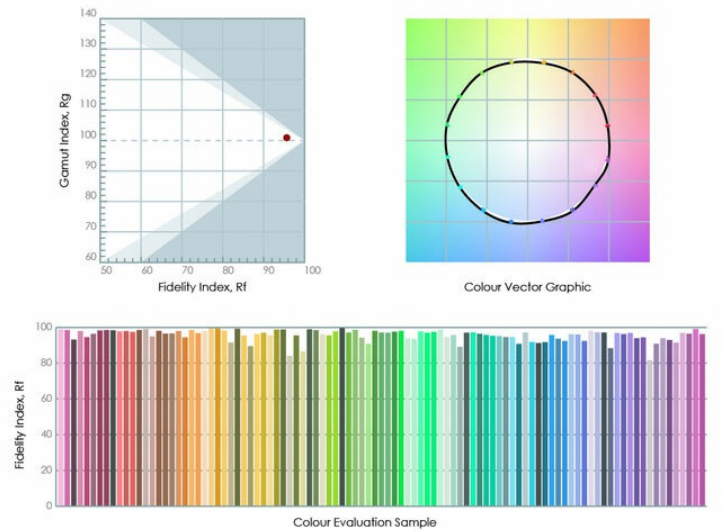 140
130
120
110
100
90
80
70
60
Gamut Index, Rg
50 60 70 80 90 100
Fidelity Index, Rf
Colour Vector Graphic
100
80
60
40
20
0
Fidelity Index, Rf
Colour Evaluation Sample